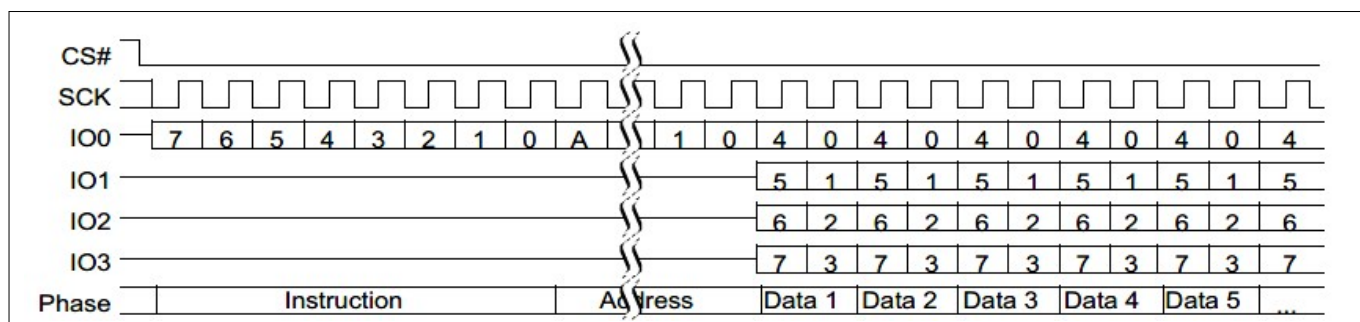 CS#
SCK
IO0 7 6 5 4 3 2 1 0 A 1 0 4 0 4 0 4 0 4 0 4 0 4
IO1 5 1 5 1 5 1 5 1 5 1 5
IO2 6 2 6 2 6 2 6 2 6 2 6
IO3 7 3 7 3 7 3 7 3 7 3 7
Phase Instruction Address Data 1 Data 2 Data 3 Data 4 Data 5 ...